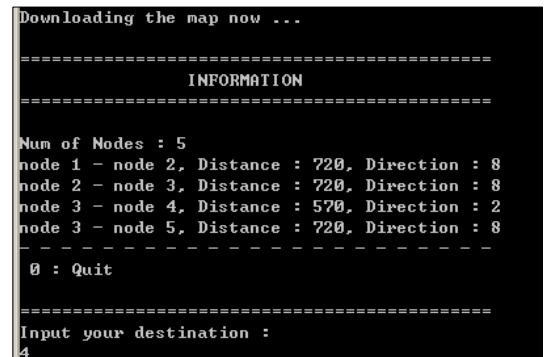 Downloading the map now ...
=============================================
INFORMATION
=============================================
Num of Nodes : 5
node 1 - node 2, Distance : 720, Direction : 8
node 2 - node 3, Distance : 720, Direction : 8
node 3 - node 4, Distance : 570, Direction : 2
node 3 - node 5, Distance : 720, Direction : 8
- - - - - - - - - - - - - - - - - - - - - - -
0 : Quit
=============================================
Input your destination :
4